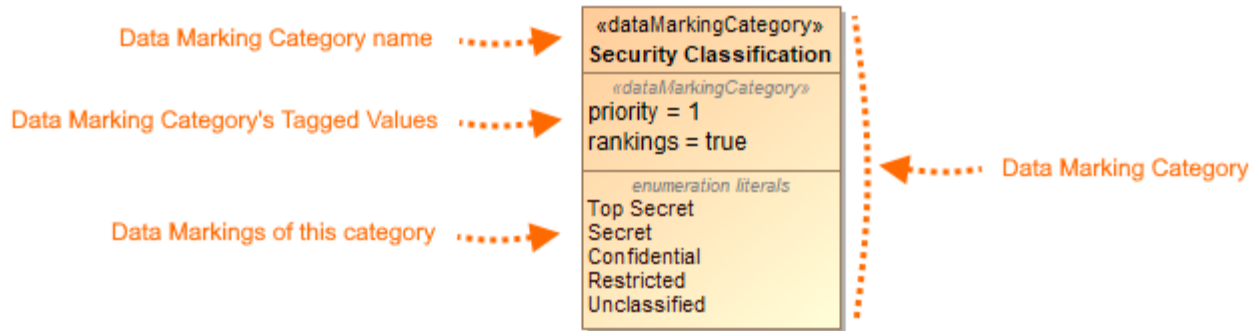 Data Marking Category name
Data Marking Category's Tagged Values
Data Markings of this category
«dataMarkingCategory»
Security Classification
«dataMarkingCategory»
priority = 1
rankings = true
enumeration literals
Top Secret
Secret
Confidential
Restricted
Unclassified
Data Marking Category